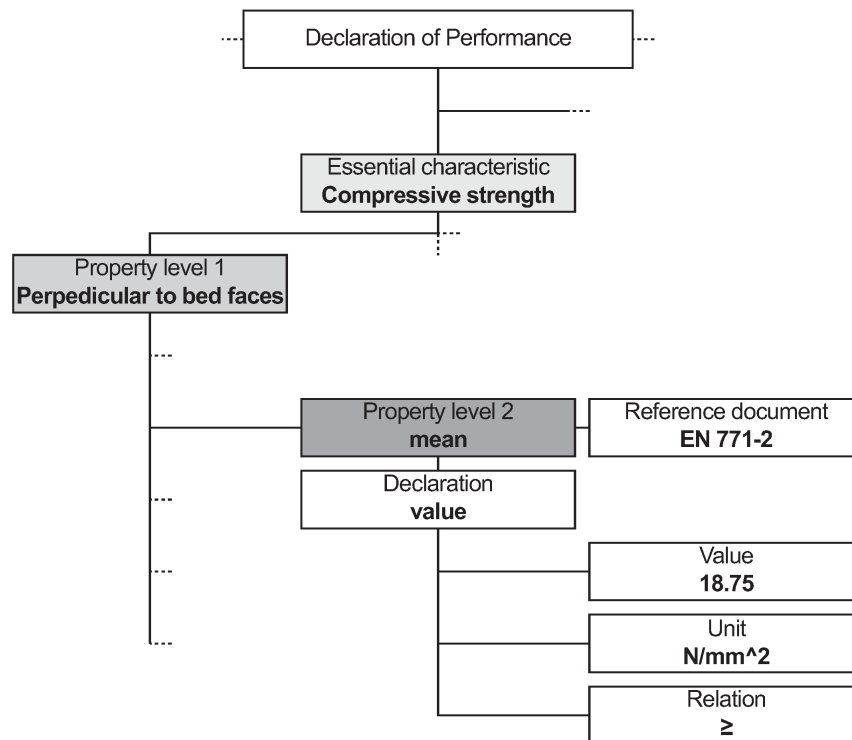 Declaration of Performance
Essential characteristic
Compressive strength
Property level 1
Perpedicular to bed faces
Property level 2
mean
Reference document
EN 771-2
Declaration
value
Value
18.75
Unit
N/mm^2
Relation
≥